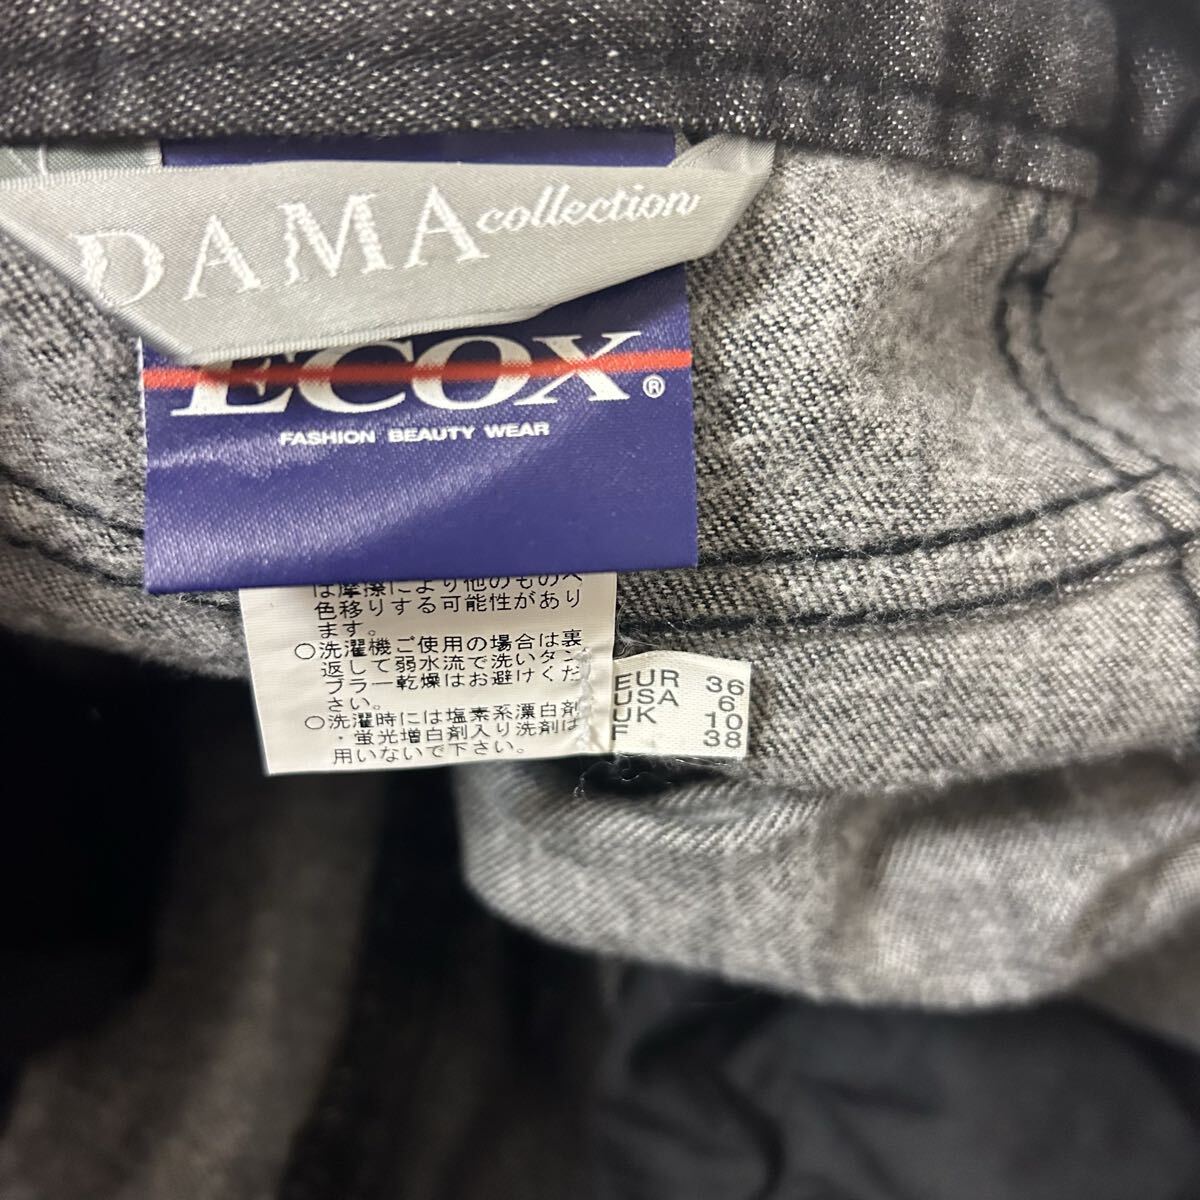 DAMA collection
ECOX®
FASHION BEAUTY WEAR
は摩擦により他のものへ
色移りする可能性があり
ます。
○洗濯機ご使用の場合は裏
返して弱水流で洗いタン
ブラー乾燥はお避けくだ
さい。
○洗濯時には塩素系漂白剤
・蛍光増白剤入り洗剤は
用いないで下さい。
EUR 36
USA 6
UK 10
F 38